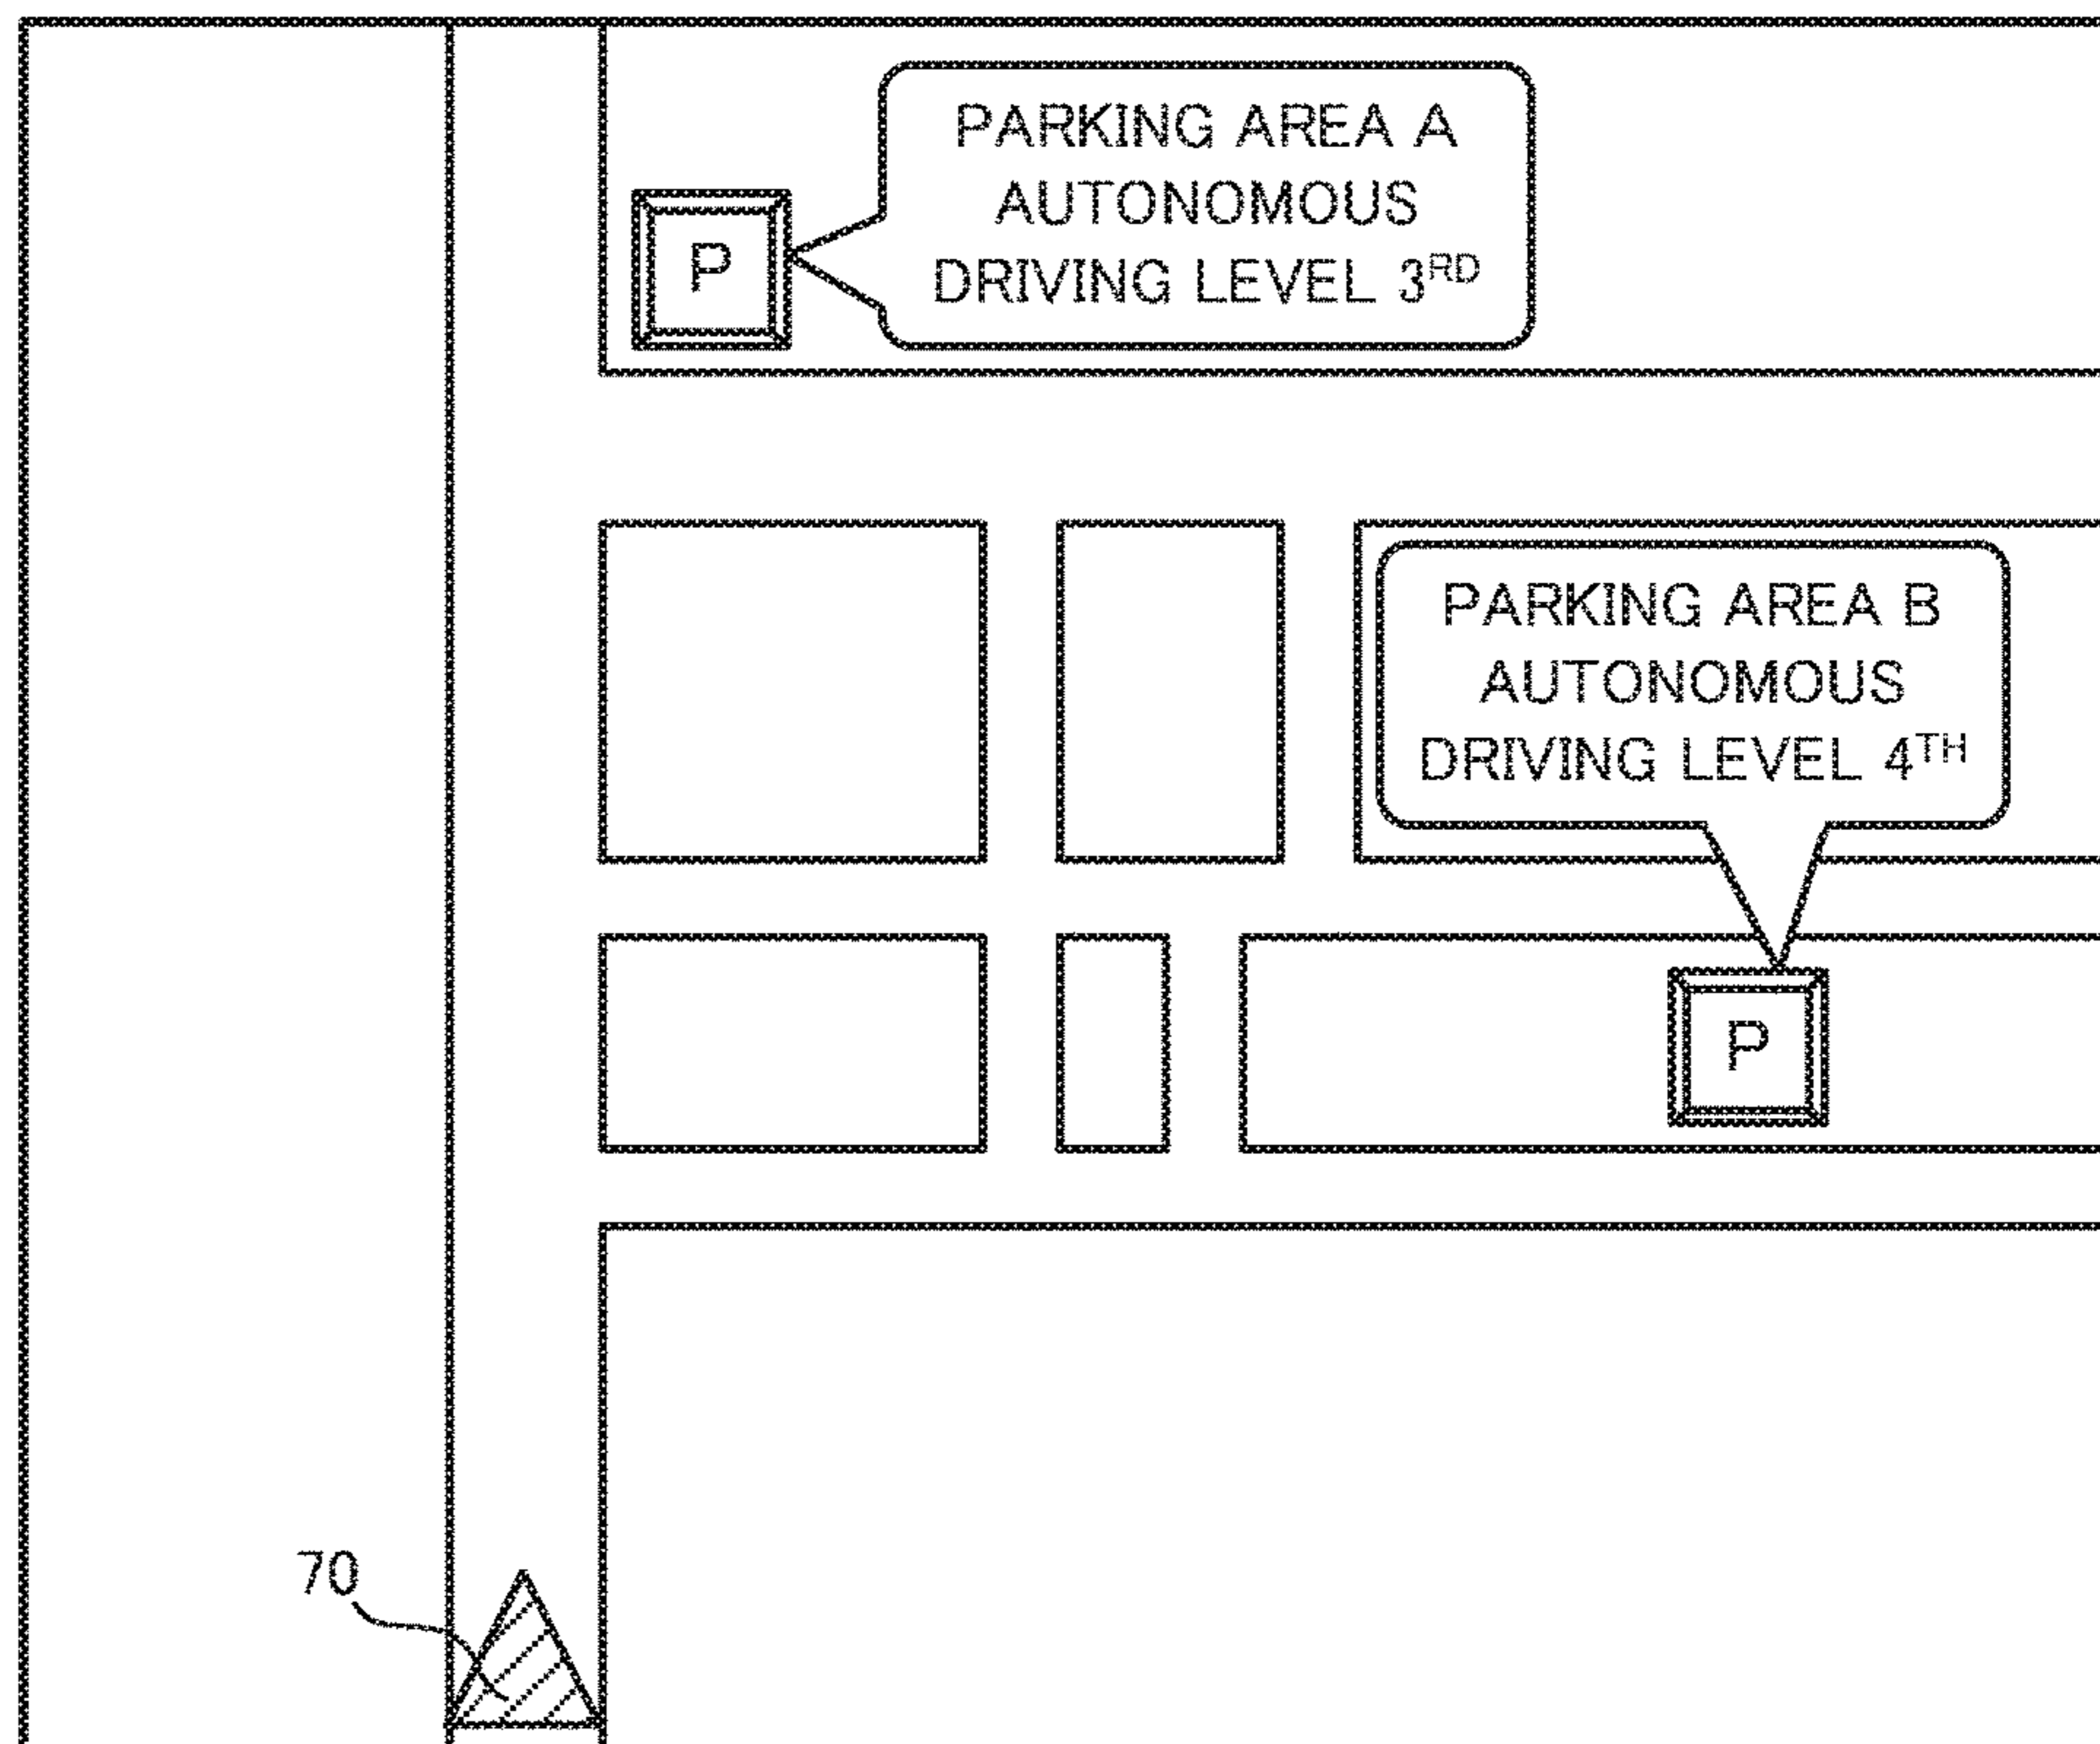 PARKING AREA A
AUTONOMOUS
DRIVING LEVEL 3RD
P
PARKING AREA B
AUTONOMOUS
DRIVING LEVEL 4TH
P
70